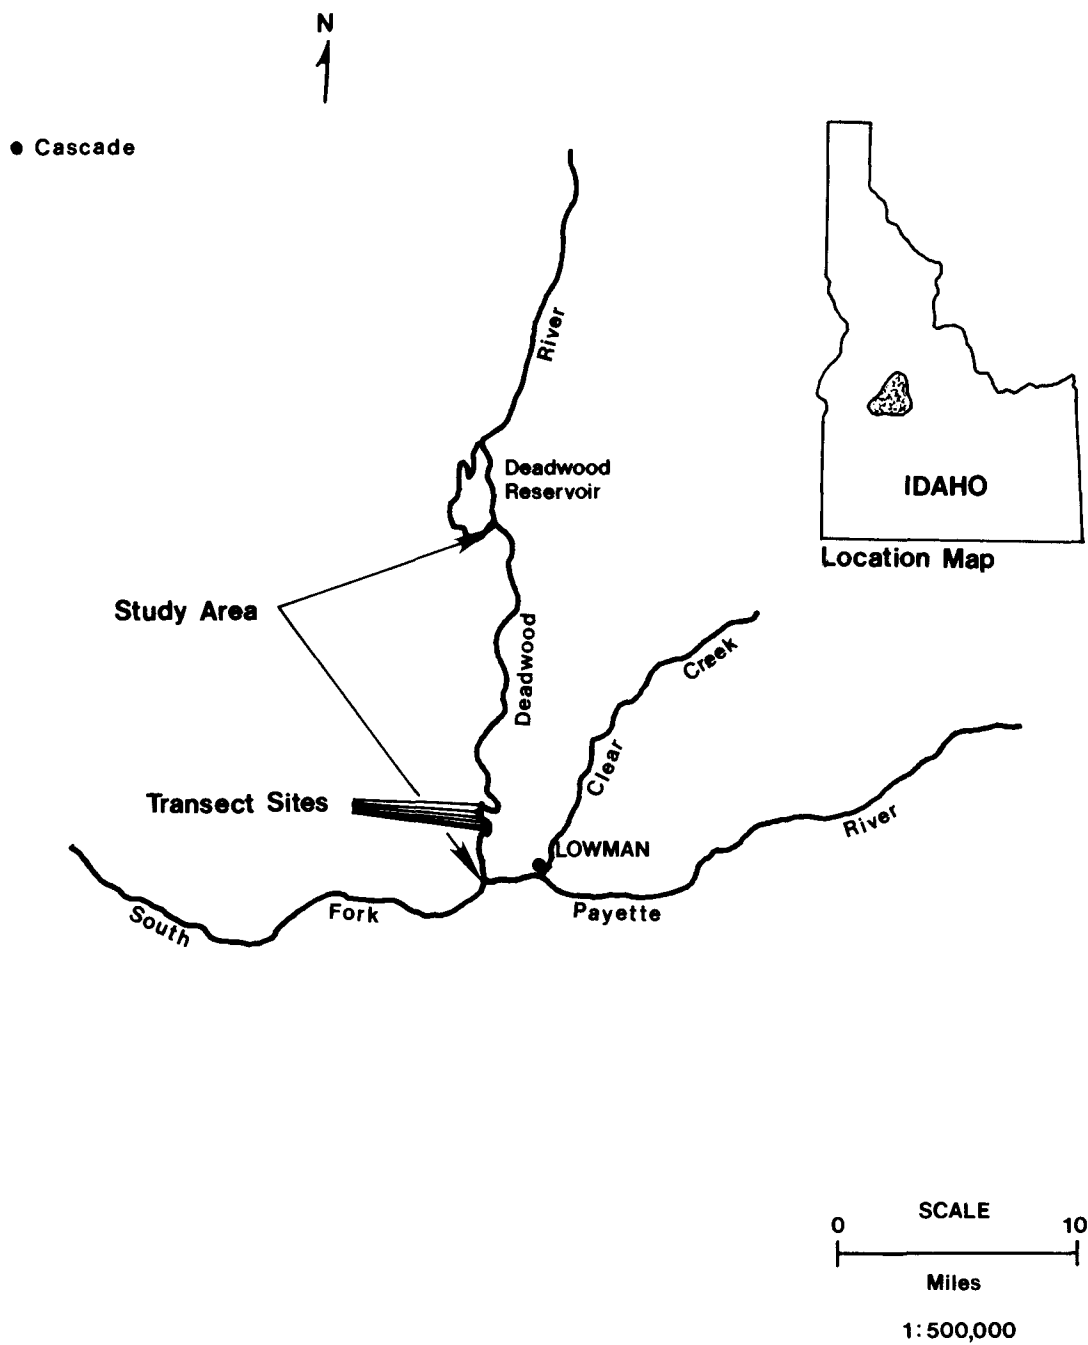 N
Cascade
River
Deadwood
Reservoir
IDAHO
Location Map
Study Area
Deadwood
Creek
Clear
Transect Sites
River
LOWMAN
South
Fork
Payette
SCALE
0 10
Miles
1:500,000